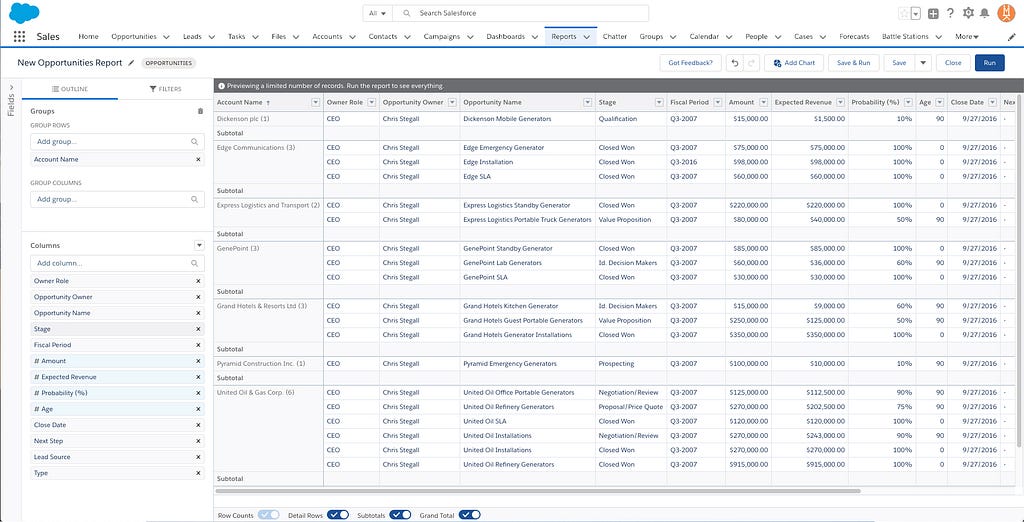 All Search Salesforce
Sales Home Opportunities Leads Tasks Files Accounts Contacts Campaigns Dashboards Reports Chatter Groups Calendar People Cases Forecasts Battle Stations More
New Opportunities Report OPPORTUNITIES Got Feedback? Add Chart Save & Run Save Close Run
Fields
OUTLINE FILTERS
Groups
GROUP ROWS
Add group...
Account Name
GROUP COLUMNS
Add group...
Columns
Add column...
Owner Role
Opportunity Owner
Opportunity Name
Stage
Fiscal Period
# Amount
# Expected Revenue
# Probability (%)
# Age
Close Date
Next Step
Lead Source
Type
Previewing a limited number of records. Run the report to see everything.
Account Name ↑ Owner Role Opportunity Owner Opportunity Name Stage Fiscal Period Amount Expected Revenue Probability (%) Age Close Date Nex
Dickenson plc (1) CEO Chris Stegall Dickenson Mobile Generators Qualification Q3-2007 $15,000.00 $1,500.00 10% 90 9/27/2016 -
Subtotal
Edge Communications (3) CEO Chris Stegall Edge Emergency Generator Closed Won Q3-2007 $75,000.00 $75,000.00 100% 0 9/27/2016 -
CEO Chris Stegall Edge Installation Closed Won Q3-2016 $98,000.00 $98,000.00 100% 0 9/27/2016 -
CEO Chris Stegall Edge SLA Closed Won Q3-2007 $60,000.00 $60,000.00 100% 0 9/27/2016 -
Subtotal
Express Logistics and Transport (2) CEO Chris Stegall Express Logistics Standby Generator Closed Won Q3-2007 $220,000.00 $220,000.00 100% 0 9/27/2016 -
CEO Chris Stegall Express Logistics Portable Truck Generators Value Proposition Q3-2007 $80,000.00 $40,000.00 50% 90 9/27/2016 -
Subtotal
GenePoint (3) CEO Chris Stegall GenePoint Standby Generator Closed Won Q3-2007 $85,000.00 $85,000.00 100% 0 9/27/2016 -
CEO Chris Stegall GenePoint Lab Generators Id. Decision Makers Q3-2007 $60,000.00 $36,000.00 60% 90 9/27/2016 -
CEO Chris Stegall GenePoint SLA Closed Won Q3-2007 $30,000.00 $30,000.00 100% 0 9/27/2016 -
Subtotal
Grand Hotels & Resorts Ltd (3) CEO Chris Stegall Grand Hotels Kitchen Generator Id. Decision Makers Q3-2007 $15,000.00 $9,000.00 60% 90 9/27/2016 -
CEO Chris Stegall Grand Hotels Guest Portable Generators Value Proposition Q3-2007 $250,000.00 $125,000.00 50% 90 9/27/2016 -
CEO Chris Stegall Grand Hotels Generator Installations Closed Won Q3-2007 $350,000.00 $350,000.00 100% 0 9/27/2016 -
Subtotal
Pyramid Construction Inc. (1) CEO Chris Stegall Pyramid Emergency Generators Prospecting Q3-2007 $100,000.00 $10,000.00 10% 90 9/27/2016 -
Subtotal
United Oil & Gas Corp. (6) CEO Chris Stegall United Oil Office Portable Generators Negotiation/Review Q3-2007 $125,000.00 $112,500.00 90% 90 9/27/2016 -
CEO Chris Stegall United Oil Refinery Generators Proposal/Price Quote Q3-2007 $270,000.00 $202,500.00 75% 90 9/27/2016 -
CEO Chris Stegall United Oil SLA Closed Won Q3-2007 $120,000.00 $120,000.00 100% 0 9/27/2016 -
CEO Chris Stegall United Oil Installations Negotiation/Review Q3-2007 $270,000.00 $243,000.00 90% 90 9/27/2016 -
CEO Chris Stegall United Oil Installations Closed Won Q3-2007 $270,000.00 $270,000.00 100% 0 9/27/2016 -
CEO Chris Stegall United Oil Refinery Generators Closed Won Q3-2007 $915,000.00 $915,000.00 100% 0 9/27/2016 -
Subtotal
Row Counts Detail Rows Subtotals Grand Total